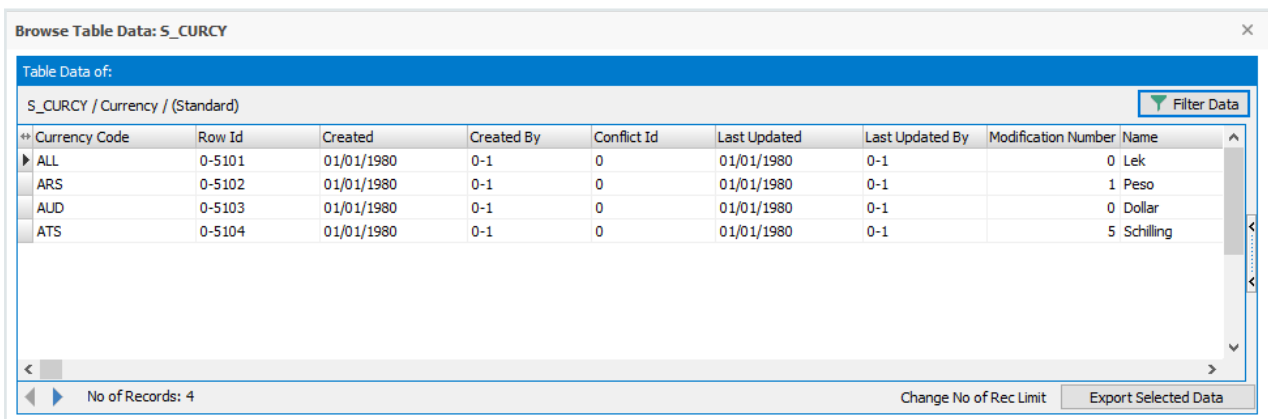 Browse Table Data: S_CURCY
Table Data of:
S_CURCY / Currency / (Standard) Filter Data
Currency Code Row Id Created Created By Conflict Id Last Updated Last Updated By Modification Number Name
ALL 0-5101 01/01/1980 0-1 0 01/01/1980 0-1 0 Lek
ARS 0-5102 01/01/1980 0-1 0 01/01/1980 0-1 1 Peso
AUD 0-5103 01/01/1980 0-1 0 01/01/1980 0-1 0 Dollar
ATS 0-5104 01/01/1980 0-1 0 01/01/1980 0-1 5 Schilling
No of Records: 4 Change No of Rec Limit Export Selected Data